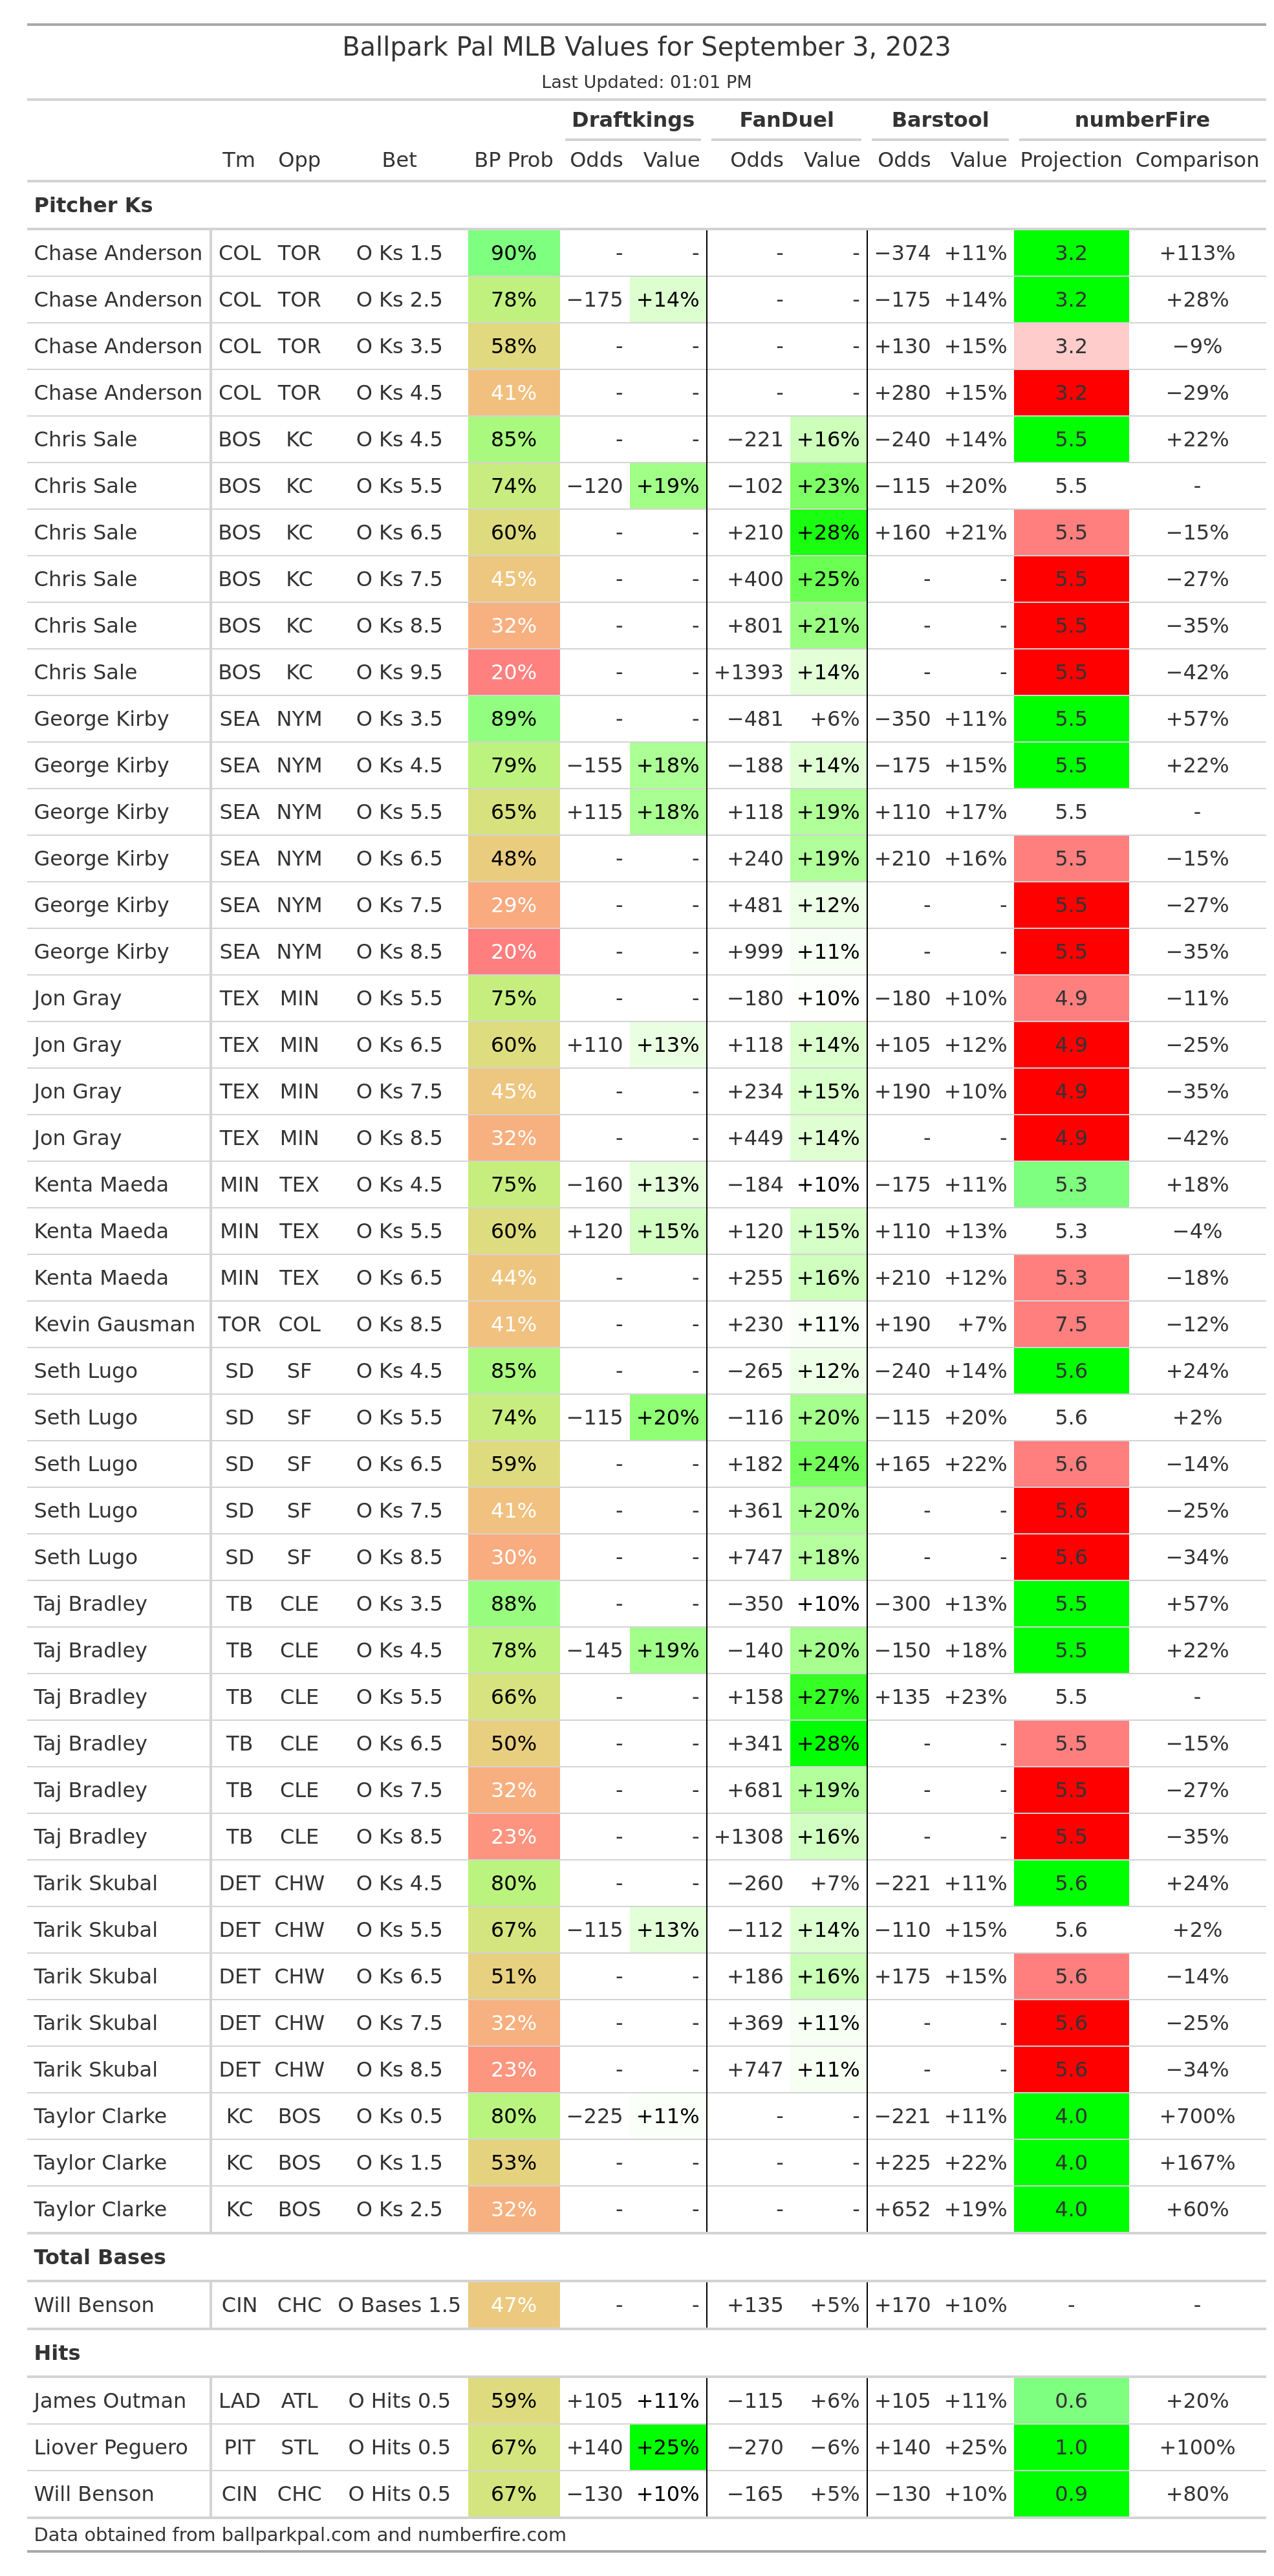 Ballpark Pal MLB Values for September 3, 2023
Last Updated: 01:01 PM
Draftkings FanDuel Barstool numberFire
Tm Opp Bet BP Prob Odds Value Odds Value Odds Value Projection Comparison
Pitcher Ks
Chase Anderson COL TOR O Ks 1.5 90% - - - - −374 +11% 3.2 +113%
Chase Anderson COL TOR O Ks 2.5 78% −175 +14% - - −175 +14% 3.2 +28%
Chase Anderson COL TOR O Ks 3.5 58% - - - - +130 +15% 3.2 −9%
Chase Anderson COL TOR O Ks 4.5 41% - - - - +280 +15% 3.2 −29%
Chris Sale BOS KC O Ks 4.5 85% - - −221 +16% −240 +14% 5.5 +22%
Chris Sale BOS KC O Ks 5.5 74% −120 +19% −102 +23% −115 +20% 5.5 -
Chris Sale BOS KC O Ks 6.5 60% - - +210 +28% +160 +21% 5.5 −15%
Chris Sale BOS KC O Ks 7.5 45% - - +400 +25% - - 5.5 −27%
Chris Sale BOS KC O Ks 8.5 32% - - +801 +21% - - 5.5 −35%
Chris Sale BOS KC O Ks 9.5 20% - - +1393 +14% - - 5.5 −42%
George Kirby SEA NYM O Ks 3.5 89% - - −481 +6% −350 +11% 5.5 +57%
George Kirby SEA NYM O Ks 4.5 79% −155 +18% −188 +14% −175 +15% 5.5 +22%
George Kirby SEA NYM O Ks 5.5 65% +115 +18% +118 +19% +110 +17% 5.5 -
George Kirby SEA NYM O Ks 6.5 48% - - +240 +19% +210 +16% 5.5 −15%
George Kirby SEA NYM O Ks 7.5 29% - - +481 +12% - - 5.5 −27%
George Kirby SEA NYM O Ks 8.5 20% - - +999 +11% - - 5.5 −35%
Jon Gray TEX MIN O Ks 5.5 75% - - −180 +10% −180 +10% 4.9 −11%
Jon Gray TEX MIN O Ks 6.5 60% +110 +13% +118 +14% +105 +12% 4.9 −25%
Jon Gray TEX MIN O Ks 7.5 45% - - +234 +15% +190 +10% 4.9 −35%
Jon Gray TEX MIN O Ks 8.5 32% - - +449 +14% - - 4.9 −42%
Kenta Maeda MIN TEX O Ks 4.5 75% −160 +13% −184 +10% −175 +11% 5.3 +18%
Kenta Maeda MIN TEX O Ks 5.5 60% +120 +15% +120 +15% +110 +13% 5.3 −4%
Kenta Maeda MIN TEX O Ks 6.5 44% - - +255 +16% +210 +12% 5.3 −18%
Kevin Gausman TOR COL O Ks 8.5 41% - - +230 +11% +190 +7% 7.5 −12%
Seth Lugo SD SF O Ks 4.5 85% - - −265 +12% −240 +14% 5.6 +24%
Seth Lugo SD SF O Ks 5.5 74% −115 +20% −116 +20% −115 +20% 5.6 +2%
Seth Lugo SD SF O Ks 6.5 59% - - +182 +24% +165 +22% 5.6 −14%
Seth Lugo SD SF O Ks 7.5 41% - - +361 +20% - - 5.6 −25%
Seth Lugo SD SF O Ks 8.5 30% - - +747 +18% - - 5.6 −34%
Taj Bradley TB CLE O Ks 3.5 88% - - −350 +10% −300 +13% 5.5 +57%
Taj Bradley TB CLE O Ks 4.5 78% −145 +19% −140 +20% −150 +18% 5.5 +22%
Taj Bradley TB CLE O Ks 5.5 66% - - +158 +27% +135 +23% 5.5 -
Taj Bradley TB CLE O Ks 6.5 50% - - +341 +28% - - 5.5 −15%
Taj Bradley TB CLE O Ks 7.5 32% - - +681 +19% - - 5.5 −27%
Taj Bradley TB CLE O Ks 8.5 23% - - +1308 +16% - - 5.5 −35%
Tarik Skubal DET CHW O Ks 4.5 80% - - −260 +7% −221 +11% 5.6 +24%
Tarik Skubal DET CHW O Ks 5.5 67% −115 +13% −112 +14% −110 +15% 5.6 +2%
Tarik Skubal DET CHW O Ks 6.5 51% - - +186 +16% +175 +15% 5.6 −14%
Tarik Skubal DET CHW O Ks 7.5 32% - - +369 +11% - - 5.6 −25%
Tarik Skubal DET CHW O Ks 8.5 23% - - +747 +11% - - 5.6 −34%
Taylor Clarke KC BOS O Ks 0.5 80% −225 +11% - - −221 +11% 4.0 +700%
Taylor Clarke KC BOS O Ks 1.5 53% - - - - +225 +22% 4.0 +167%
Taylor Clarke KC BOS O Ks 2.5 32% - - - - +652 +19% 4.0 +60%
Total Bases
Will Benson CIN CHC O Bases 1.5 47% - - +135 +5% +170 +10% - -
Hits
James Outman LAD ATL O Hits 0.5 59% +105 +11% −115 +6% +105 +11% 0.6 +20%
Liover Peguero PIT STL O Hits 0.5 67% +140 +25% −270 −6% +140 +25% 1.0 +100%
Will Benson CIN CHC O Hits 0.5 67% −130 +10% −165 +5% −130 +10% 0.9 +80%
Data obtained from ballparkpal.com and numberfire.com